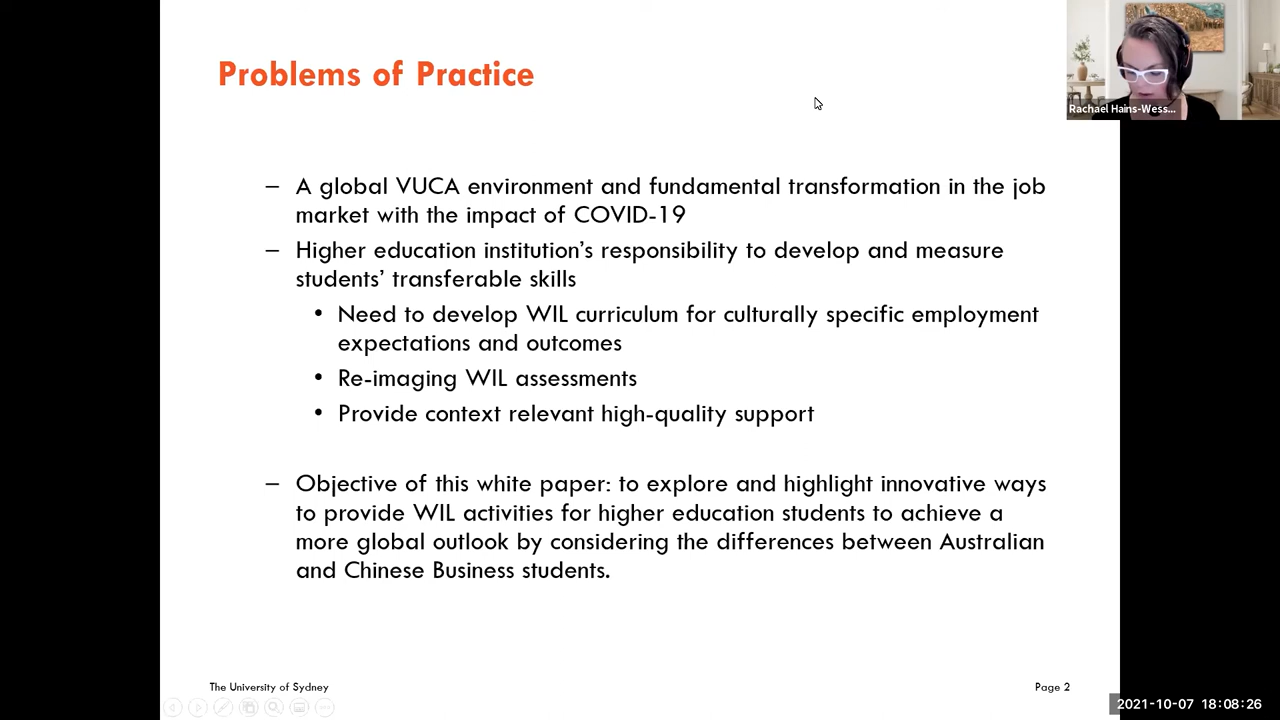 Problems of Practice
Rachael Hains-Wess...
– A global VUCA environment and fundamental transformation in the job
market with the impact of COVID-19
– Higher education institution's responsibility to develop and measure
students' transferable skills
• Need to develop WIL curriculum for culturally specific employment
expectations and outcomes
• Re-imaging WIL assessments
• Provide context relevant high-quality support
– Objective of this white paper: to explore and highlight innovative ways
to provide WIL activities for higher education students to achieve a
more global outlook by considering the differences between Australian
and Chinese Business students.
The University of Sydney
Page 2
2021-10-07 18:08:26